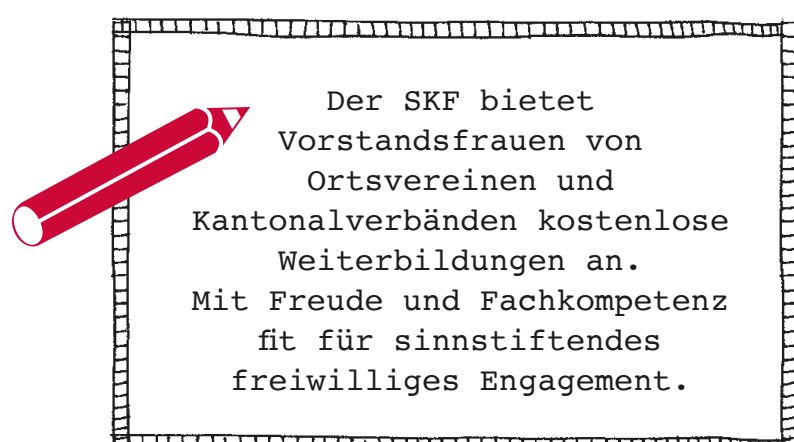 Der SKF bietet
Vorstandsfrauen von
Ortsvereinen und
Kantonalverbänden kostenlose
Weiterbildungen an.
Mit Freude und Fachkompetenz
fit für sinnstiftendes
freiwilliges Engagement.